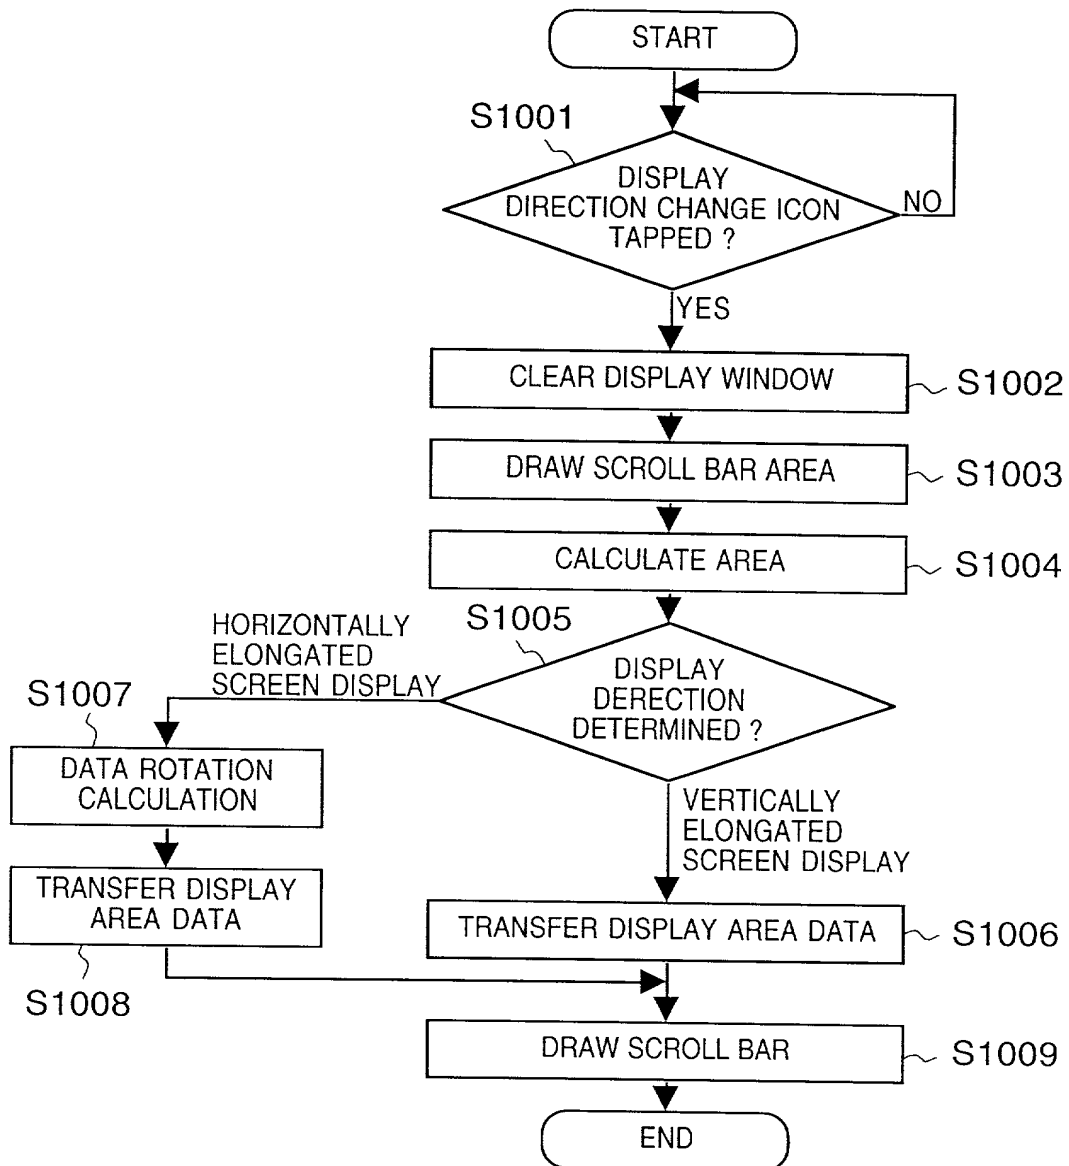 START
S1001
DISPLAY
DIRECTION CHANGE ICON
TAPPED ?
NO
YES
CLEAR DISPLAY WINDOW
S1002
DRAW SCROLL BAR AREA
S1003
CALCULATE AREA
S1004
S1005
HORIZONTALLY
ELONGATED
SCREEN DISPLAY
DISPLAY
DERECTION
DETERMINED ?
S1007
DATA ROTATION
CALCULATION
VERTICALLY
ELONGATED
SCREEN DISPLAY
TRANSFER DISPLAY
AREA DATA
S1008
TRANSFER DISPLAY AREA DATA
S1006
DRAW SCROLL BAR
S1009
END